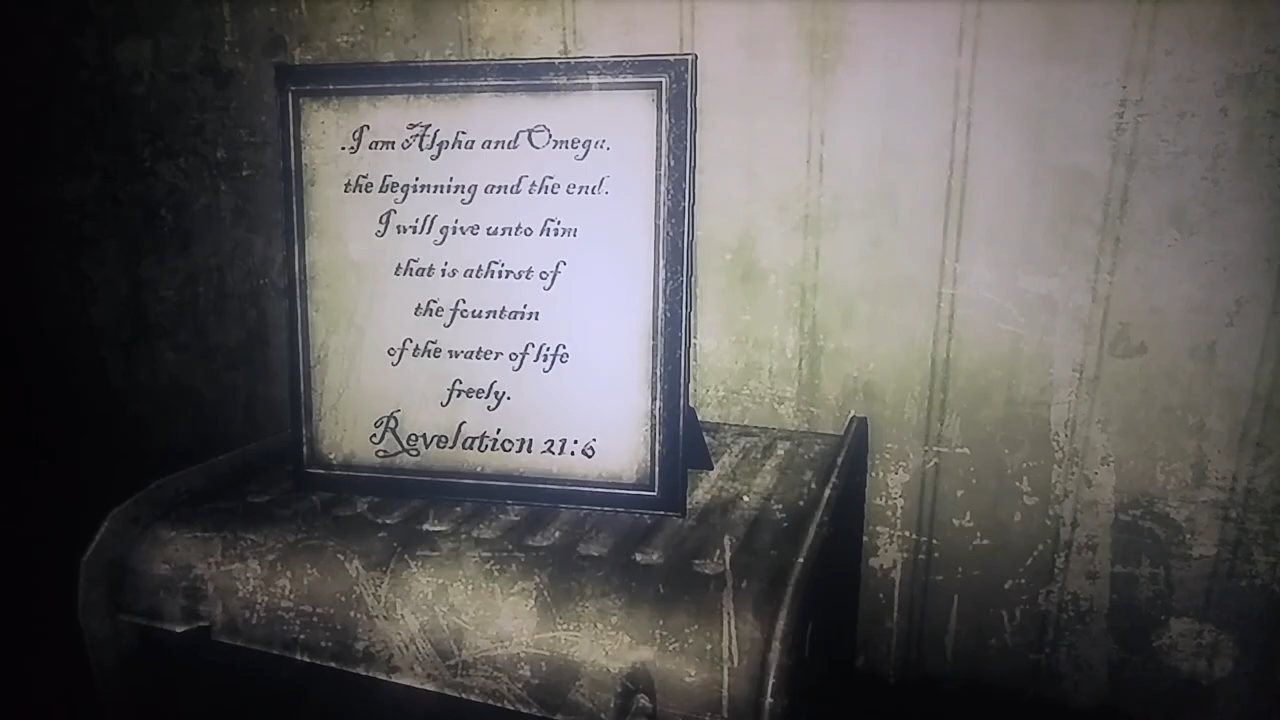 I am Alpha and Omega,
the beginning and the end.
I will give unto him
that is athirst of
the fountain
of the water of life
freely.
Revelation 21:6